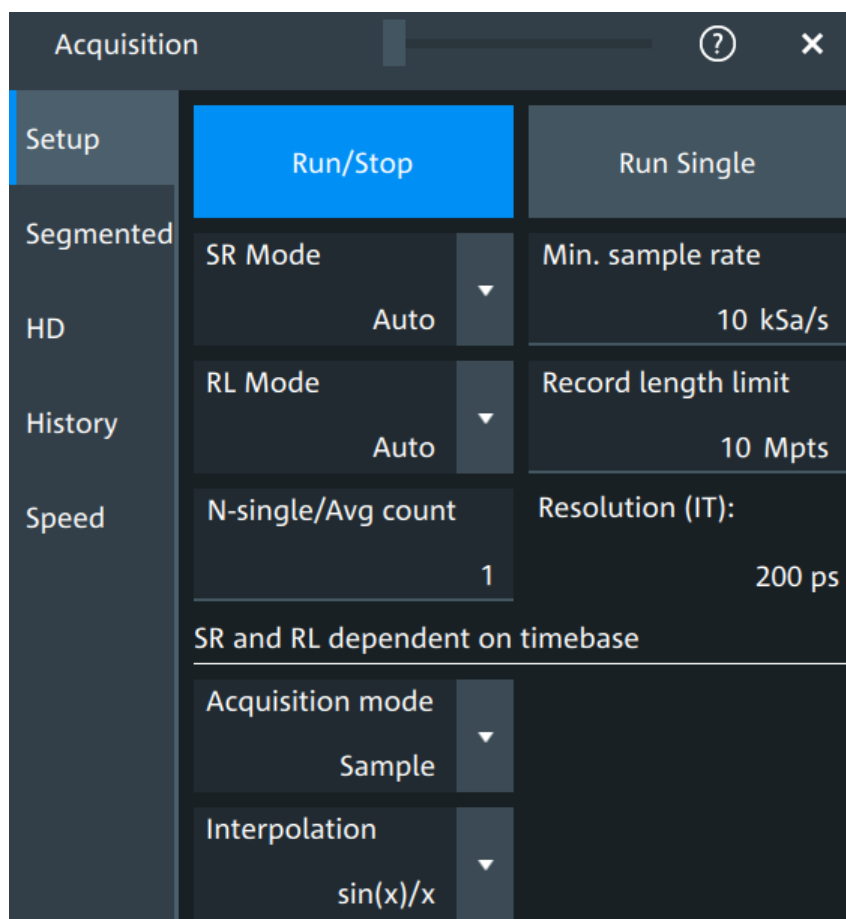 Acquisition
?
Setup
Run/Stop
Run Single
Segmented
SR Mode
Auto
Min. sample rate
10 kSa/s
HD
RL Mode
Auto
Record length limit
10 Mpts
History
N-single/Avg count
1
Resolution (IT):
200 ps
Speed
SR and RL dependent on timebase
Acquisition mode
Sample
Interpolation
sin(x)/x